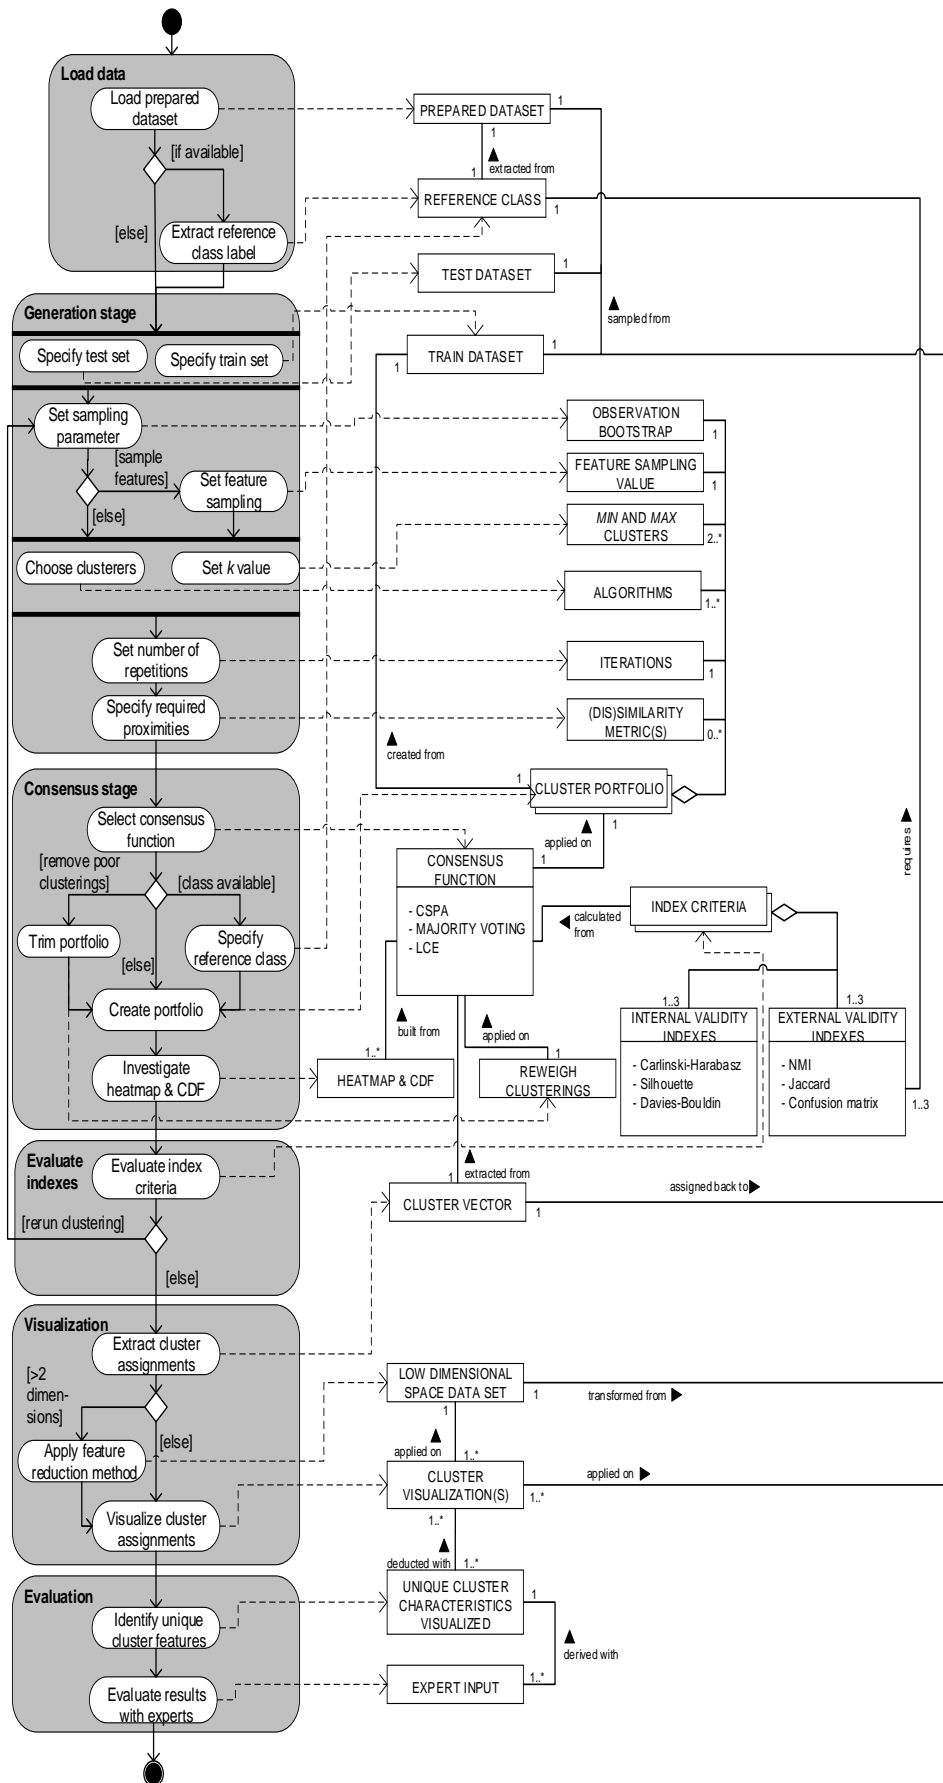 Load data
Load prepared
dataset
[if available]
[else]
Extract reference
class label
PREPARED DATASET
1
1
extracted from
1
REFERENCE CLASS
1
TEST DATASET
1
sampled from
Generation stage
Specify test set
Specify train set
TRAIN DATASET
1
1
Set sampling
parameter
[sample
features]
[else]
Set feature
sampling
OBSERVATION
BOOTSTRAP
1
FEATURE SAMPLING
VALUE
1
MIN AND MAX
CLUSTERS
2..*
Choose clusterers
Set k value
ALGORITHMS
1..*
Set number of
repetitions
ITERATIONS
1
Specify required
proximities
(DIS)SIMILARITY
METRIC(S)
0..*
created from
Consensus stage
1
CLUSTER PORTFOLIO
1
applied on
Select consensus
function
[remove poor
clusterings]
[class available]
Trim portfolio
Specify
reference class
[else]
Create portfolio
Investigate
heatmap & CDF
CONSENSUS
FUNCTION
1
- CSPA
- MAJORITY VOTING
- LCE
calculated
from
INDEX CRITERIA
requires
1..3
INTERNAL VALIDITY
INDEXES
- Carlinski-Harabasz
- Silhouette
- Davies-Bouldin
1..3
EXTERNAL VALIDITY
INDEXES
- NMI
- Jaccard
- Confusion matrix
1..3
built from
1..*
HEATMAP & CDF
applied on
1
REWEIGH
CLUSTERINGS
Evaluate
indexes
Evaluate index
criteria
[rerun clustering]
[else]
extracted from
1
CLUSTER VECTOR
1
assigned back to
Visualization
Extract cluster
assignments
[>2
dimen-
sions]
[else]
Apply feature
reduction method
Visualize cluster
assignments
LOW DIMENSIONAL
SPACE DATA SET
1
transformed from
1
applied on
1..*
CLUSTER
VISUALIZATION(S)
1..*
applied on
1..*
deducted with
1..*
Evaluation
Identify unique
cluster features
Evaluate results
with experts
UNIQUE CLUSTER
CHARACTERISTICS
VISUALIZED
1
derived with
1..*
EXPERT INPUT